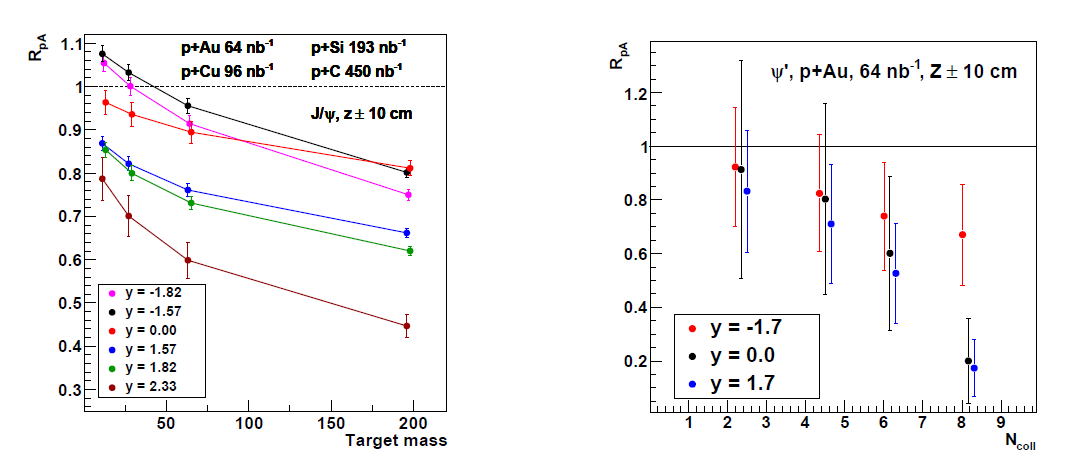 R_pA
1.1
1
0.9
0.8
0.7
0.6
0.5
0.4
0.3
p+Au 64 nb⁻¹ p+Si 193 nb⁻¹
p+Cu 96 nb⁻¹ p+C 450 nb⁻¹
J/ψ, z ± 10 cm
y = -1.82
y = -1.57
y = 0.00
y = 1.57
y = 1.82
y = 2.33
50 100 150 200
Target mass
R_pA
1.2
1
0.8
0.6
0.4
0.2
ψ', p+Au, 64 nb⁻¹, Z ± 10 cm
y = -1.7
y = 0.0
y = 1.7
1 2 3 4 5 6 7 8 9
N_coll